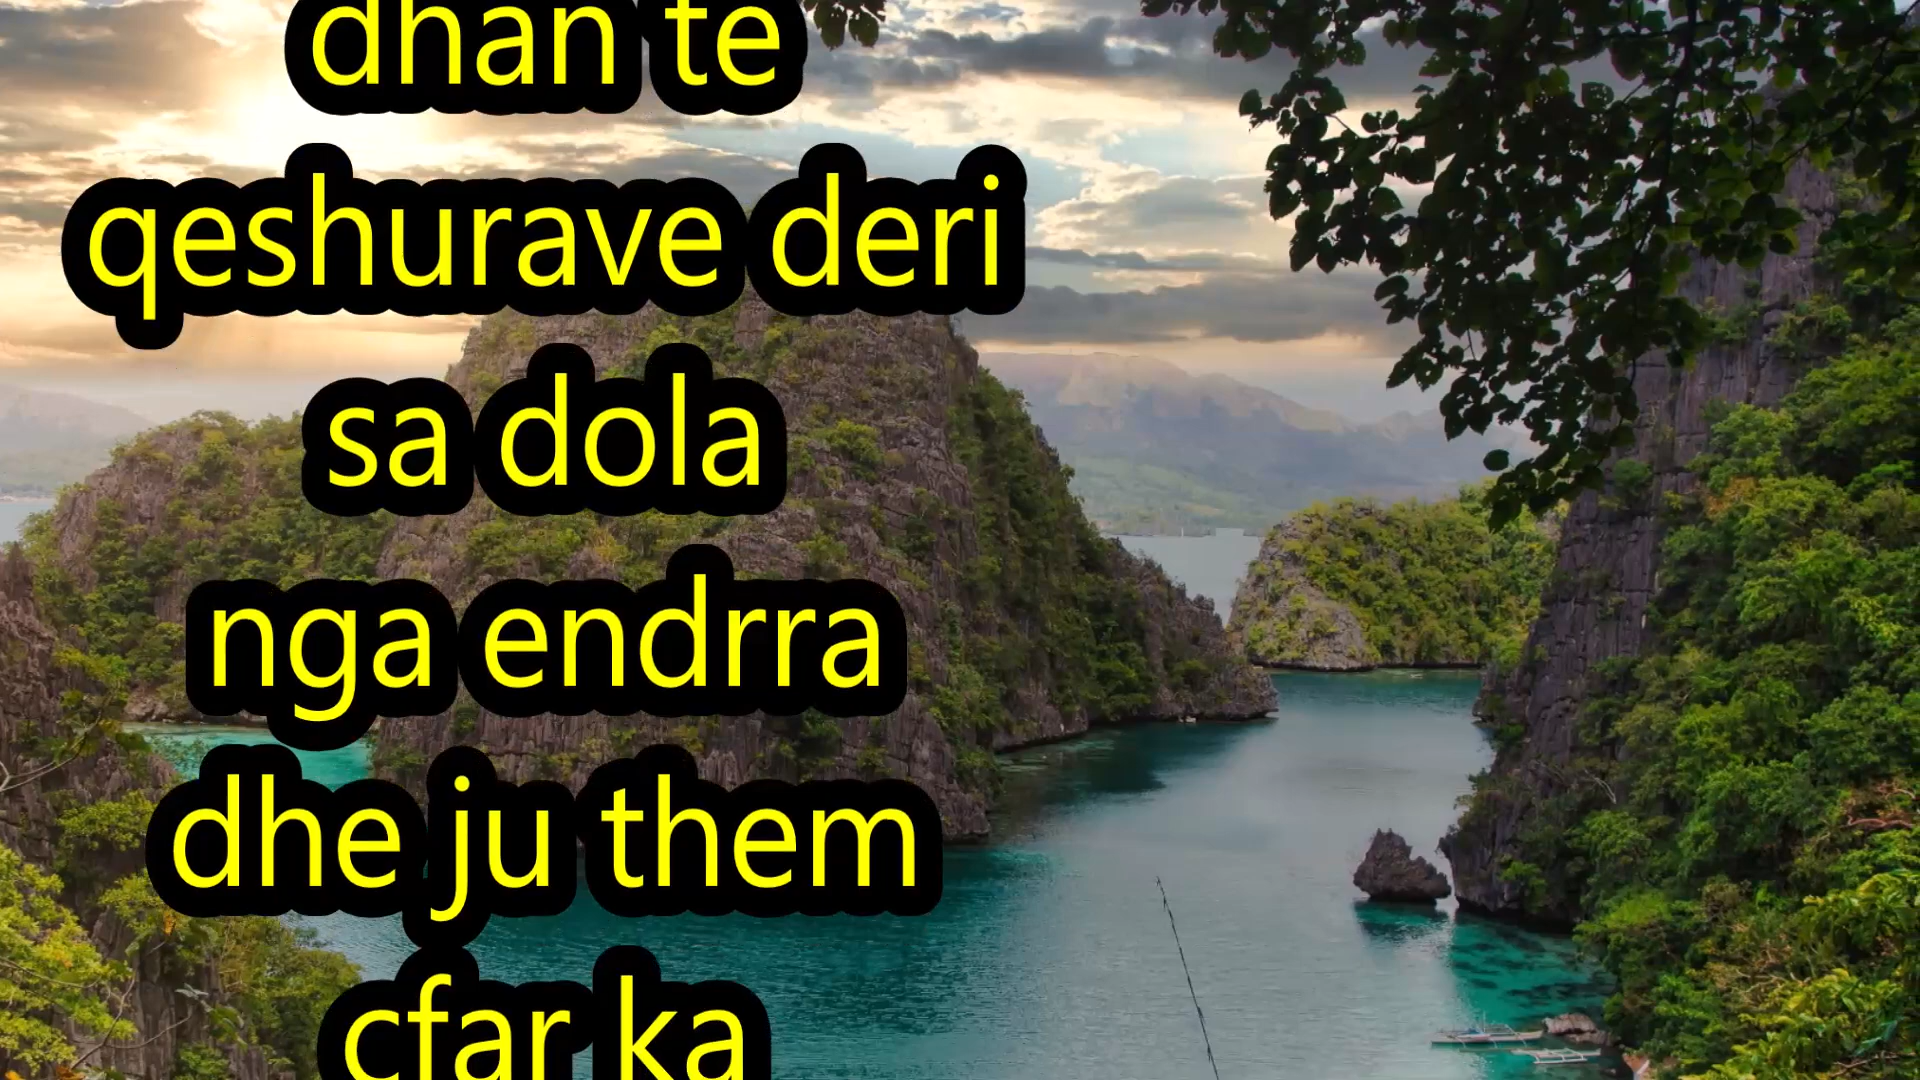 dhan te
qeshurave deri
sa dola
nga endrra
dhe ju them
cfar ka